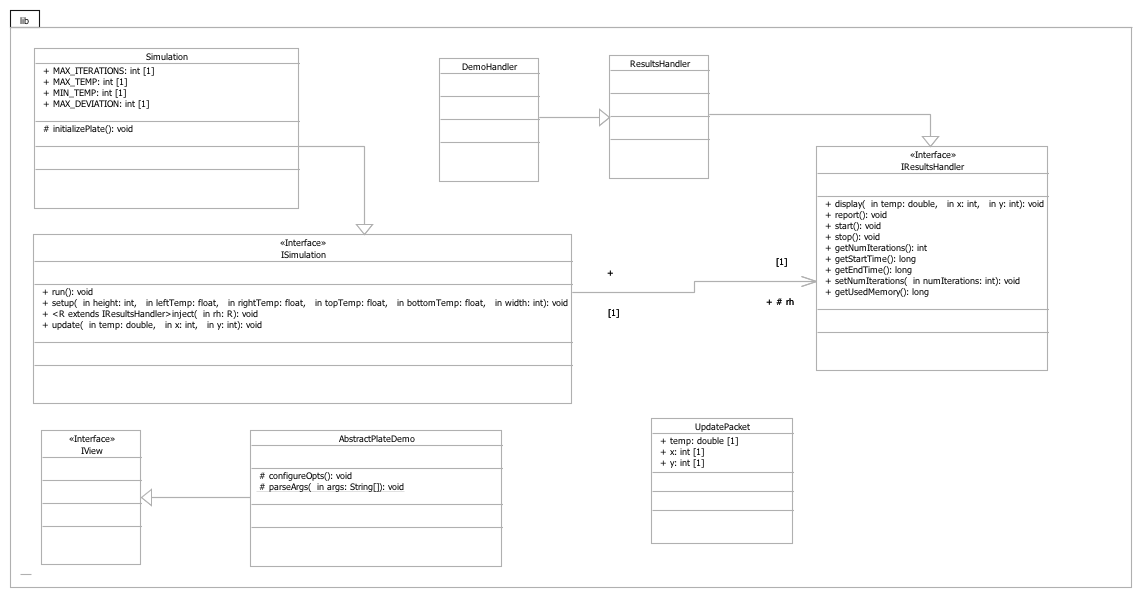 lib
Simulation
+ MAX_ITERATIONS: int [1]
+ MAX_TEMP: int [1]
+ MIN_TEMP: int [1]
+ MAX_DEVIATION: int [1]
# initializePlate(): void
DemoHandler
ResultsHandler
«Interface»
IResultsHandler
+ display( in temp: double, in x: int, in y: int): void
+ report(): void
+ start(): void
+ stop(): void
+ getNumIterations(): int
+ getStartTime(): long
+ getEndTime(): long
+ setNumIterations( in numIterations: int): void
+ getUsedMemory(): long
«Interface»
ISimulation
+ run(): void
+ setup( in height: int, in leftTemp: float, in rightTemp: float, in topTemp: float, in bottomTemp: float, in width: int): void
+ <R extends IResultsHandler>inject( in rh: R): void
+ update( in temp: double, in x: int, in y: int): void
+
[1]
[1]
+ # rh
«Interface»
IView
AbstractPlateDemo
# configureOpts(): void
# parseArgs( in args: String[]): void
UpdatePacket
+ temp: double [1]
+ x: int [1]
+ y: int [1]